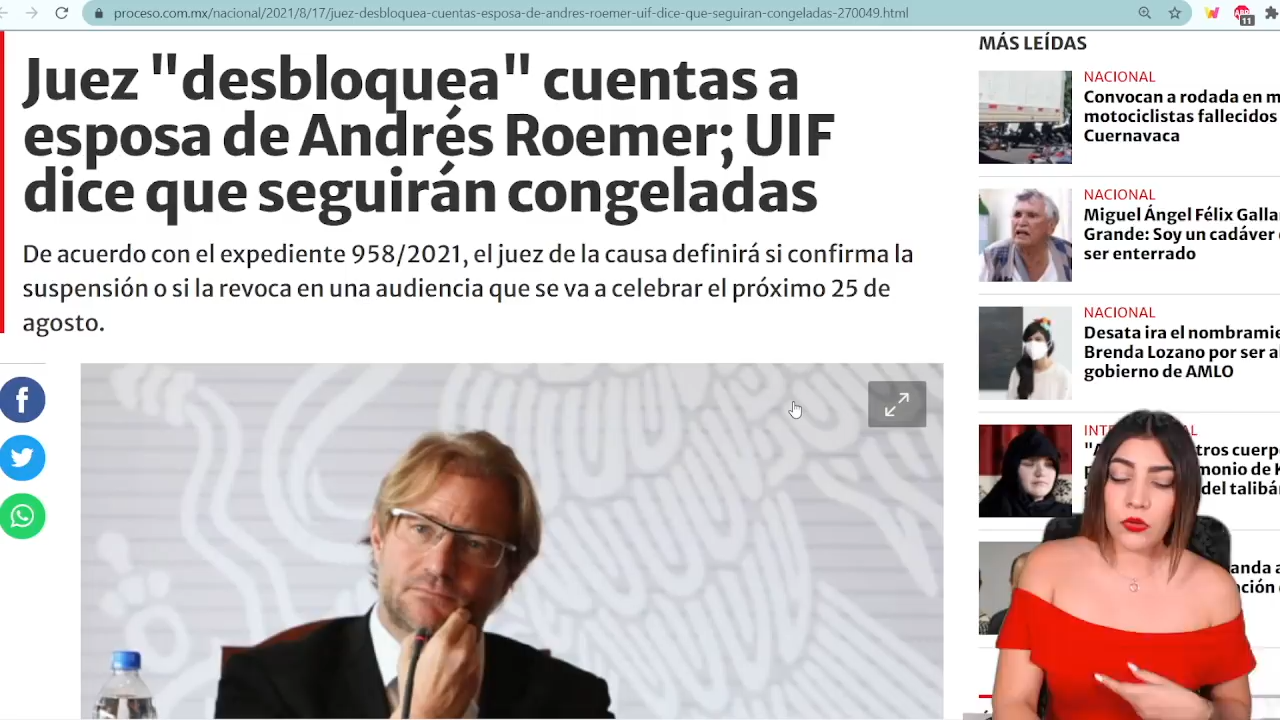 proceso.com.mx/nacional/2021/8/17/juez-desbloquea-cuentas-esposa-de-andres-roemer-uif-dice-que-seguiran-congeladas-270049.html
11
Juez "desbloquea" cuentas a
esposa de Andrés Roemer; UIF
dice que seguirán congeladas
De acuerdo con el expediente 958/2021, el juez de la causa definirá si confirma la
suspensión o si la revoca en una audiencia que se va a celebrar el próximo 25 de
agosto.
MÁS LEÍDAS
NACIONAL
Convocan a rodada en
motociclistas fallecidos
Cuernavaca
NACIONAL
Miguel Ángel Félix
Grande: Soy un cadáver
ser enterrado
NACIONAL
Desata ira el
Brenda Lozano por ser
gobierno de AMLO
de
del